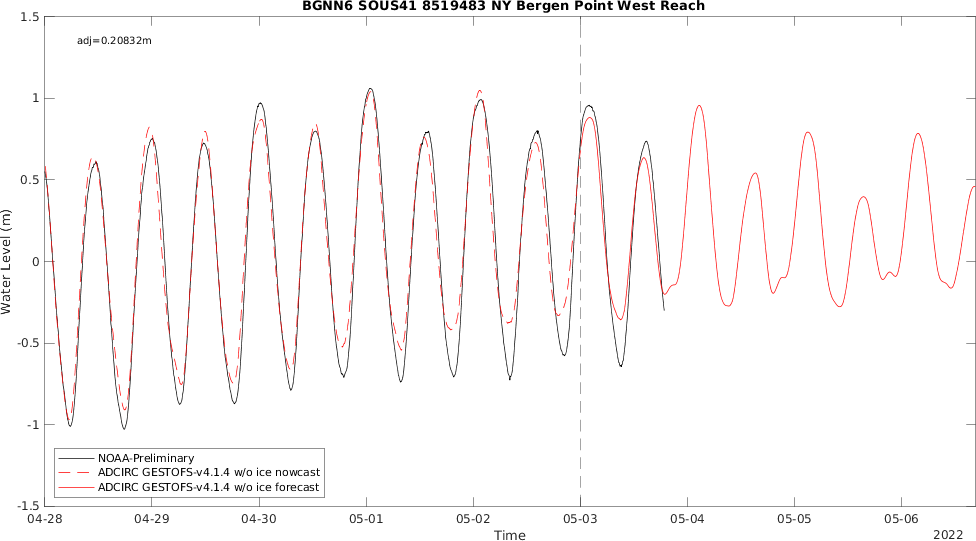 BGNN6 SOUS41 8519483 NY Bergen Point West Reach
adj=0.20832m
1.5
1
0.5
0
-0.5
-1
-1.5
Water Level (m)
NOAA-Preliminary
ADCIRC GESTOFS-v4.1.4 w/o ice nowcast
ADCIRC GESTOFS-v4.1.4 w/o ice forecast
04-28 04-29 04-30 05-01 05-02 05-03 05-04 05-05 05-06
Time
2022